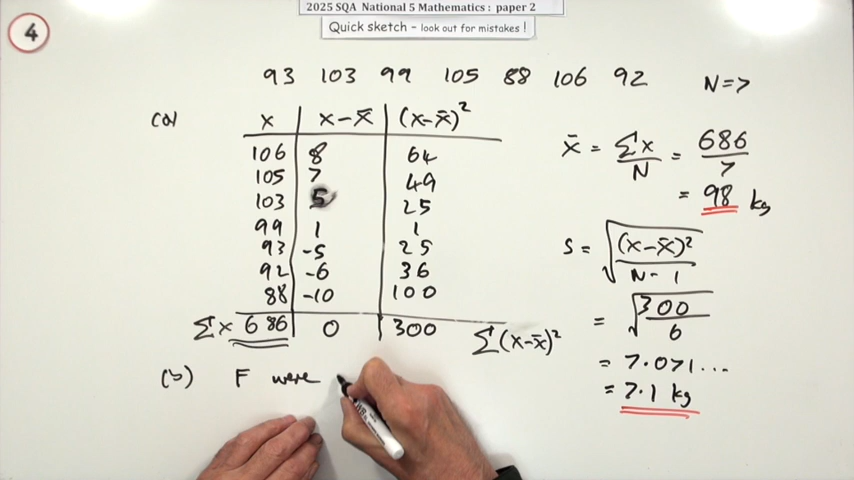 4
2025 SQA National 5 Mathematics : paper 2
Quick sketch - look out for mistakes !
93 103 99 105 88 106 92 N=7
(a) x x-x̄ (x-x̄)²
106 8 64
105 7 49
103 5 25
99 1 1
93 -5 25
92 -6 36
88 -10 100
Σx 686 0 300 Σ(x-x̄)²
x̄ = Σx/N = 686/7
= 98 kg
S = √((x-x̄)²/(N-1))
= √(300/6)
= 7.071...
= 7.1 kg
(b) F were